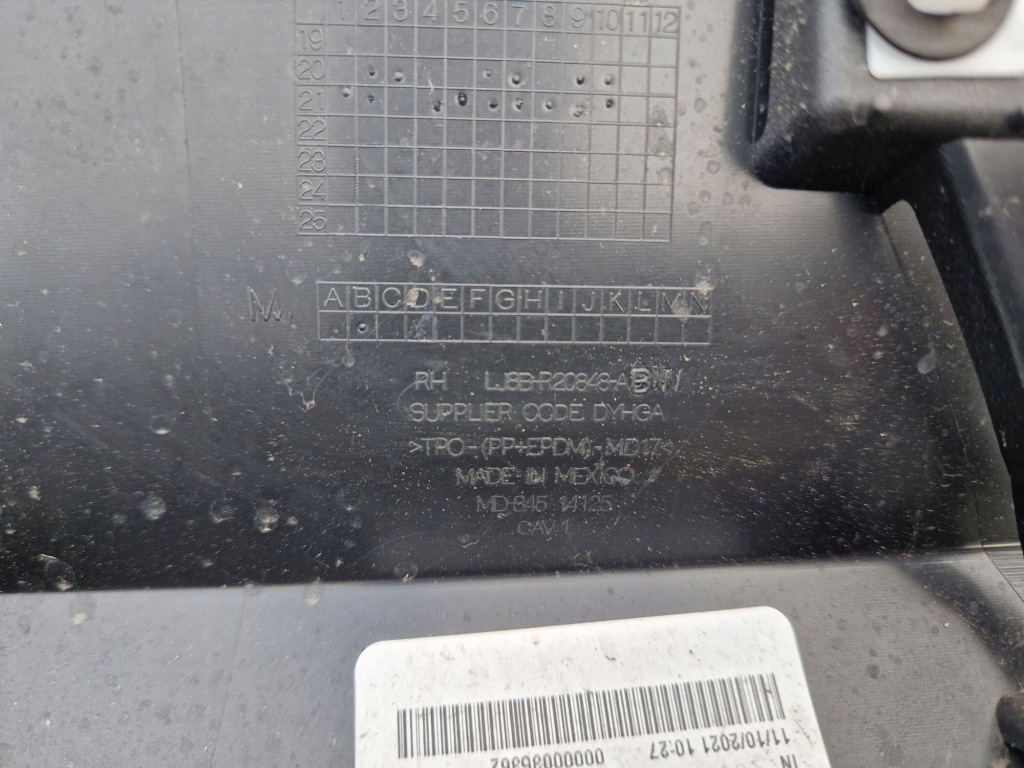 1 2 3 4 5 6 7 8 9 10 11 12
19
20
21
22
23
24
25
M
A B C D E F G H I J K L M N
RH LJ8B-R20848-ABW
SUPPLIER CODE DYHGA
>TPO-(PP+EPDM)-MD17<
MADE IN MEXICO
MD-845 14125
CAV-1
IN
11/10/2021 10:27